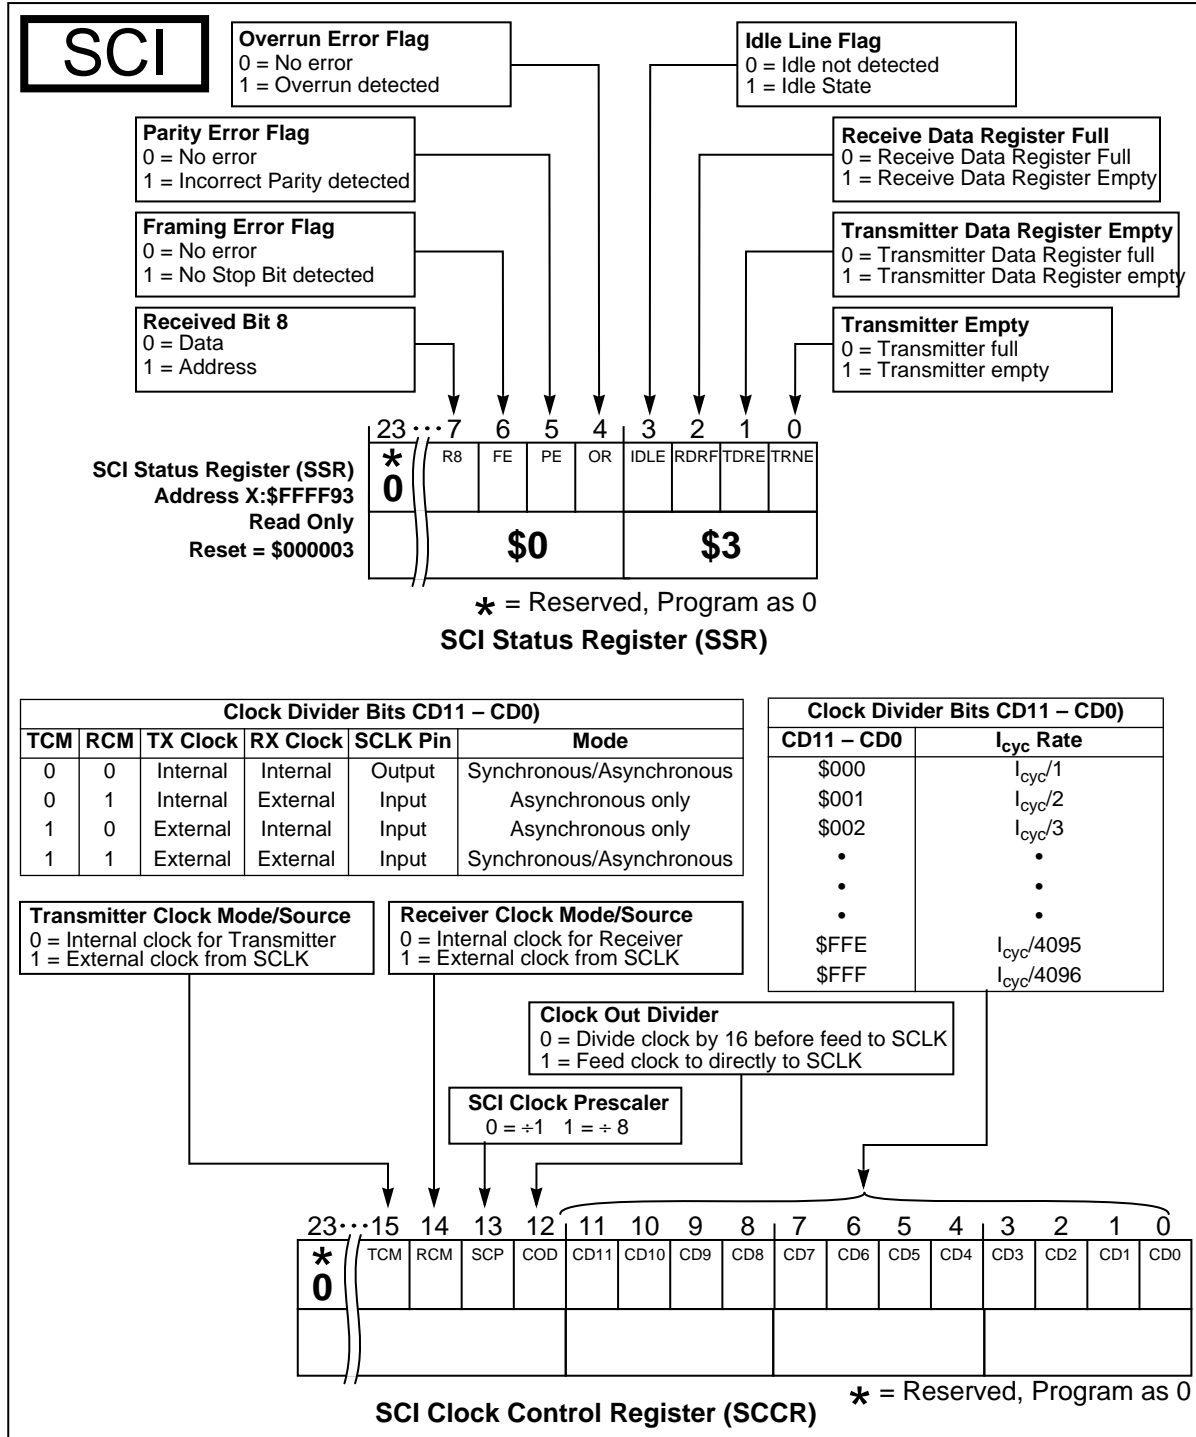 SCI
Overrun Error Flag
0 = No error
1 = Overrun detected
Idle Line Flag
0 = Idle not detected
1 = Idle State
Parity Error Flag
0 = No error
1 = Incorrect Parity detected
Receive Data Register Full
0 = Receive Data Register Full
1 = Receive Data Register Empty
Framing Error Flag
0 = No error
1 = No Stop Bit detected
Transmitter Data Register Empty
0 = Transmitter Data Register full
1 = Transmitter Data Register empty
Received Bit 8
0 = Data
1 = Address
Transmitter Empty
0 = Transmitter full
1 = Transmitter empty
23 ··· 7 6 5 4 3 2 1 0
* R8 FE PE OR IDLE RDRF TDRE TRNE
0
SCI Status Register (SSR)
Address X:$FFFF93
Read Only
Reset = $000003
$0 $3
* = Reserved, Program as 0
SCI Status Register (SSR)
Clock Divider Bits CD11 – CD0)
TCM RCM TX Clock RX Clock SCLK Pin Mode
0 0 Internal Internal Output Synchronous/Asynchronous
0 1 Internal External Input Asynchronous only
1 0 External Internal Input Asynchronous only
1 1 External External Input Synchronous/Asynchronous
Clock Divider Bits CD11 – CD0)
CD11 – CD0 Icyc Rate
$000 Icyc/1
$001 Icyc/2
$002 Icyc/3
• •
• •
• •
$FFE Icyc/4095
$FFF Icyc/4096
Transmitter Clock Mode/Source
0 = Internal clock for Transmitter
1 = External clock from SCLK
Receiver Clock Mode/Source
0 = Internal clock for Receiver
1 = External clock from SCLK
Clock Out Divider
0 = Divide clock by 16 before feed to SCLK
1 = Feed clock to directly to SCLK
SCI Clock Prescaler
0 = ÷1 1 = ÷ 8
23 ··· 15 14 13 12 11 10 9 8 7 6 5 4 3 2 1 0
* TCM RCM SCP COD CD11 CD10 CD9 CD8 CD7 CD6 CD5 CD4 CD3 CD2 CD1 CD0
0
* = Reserved, Program as 0
SCI Clock Control Register (SCCR)